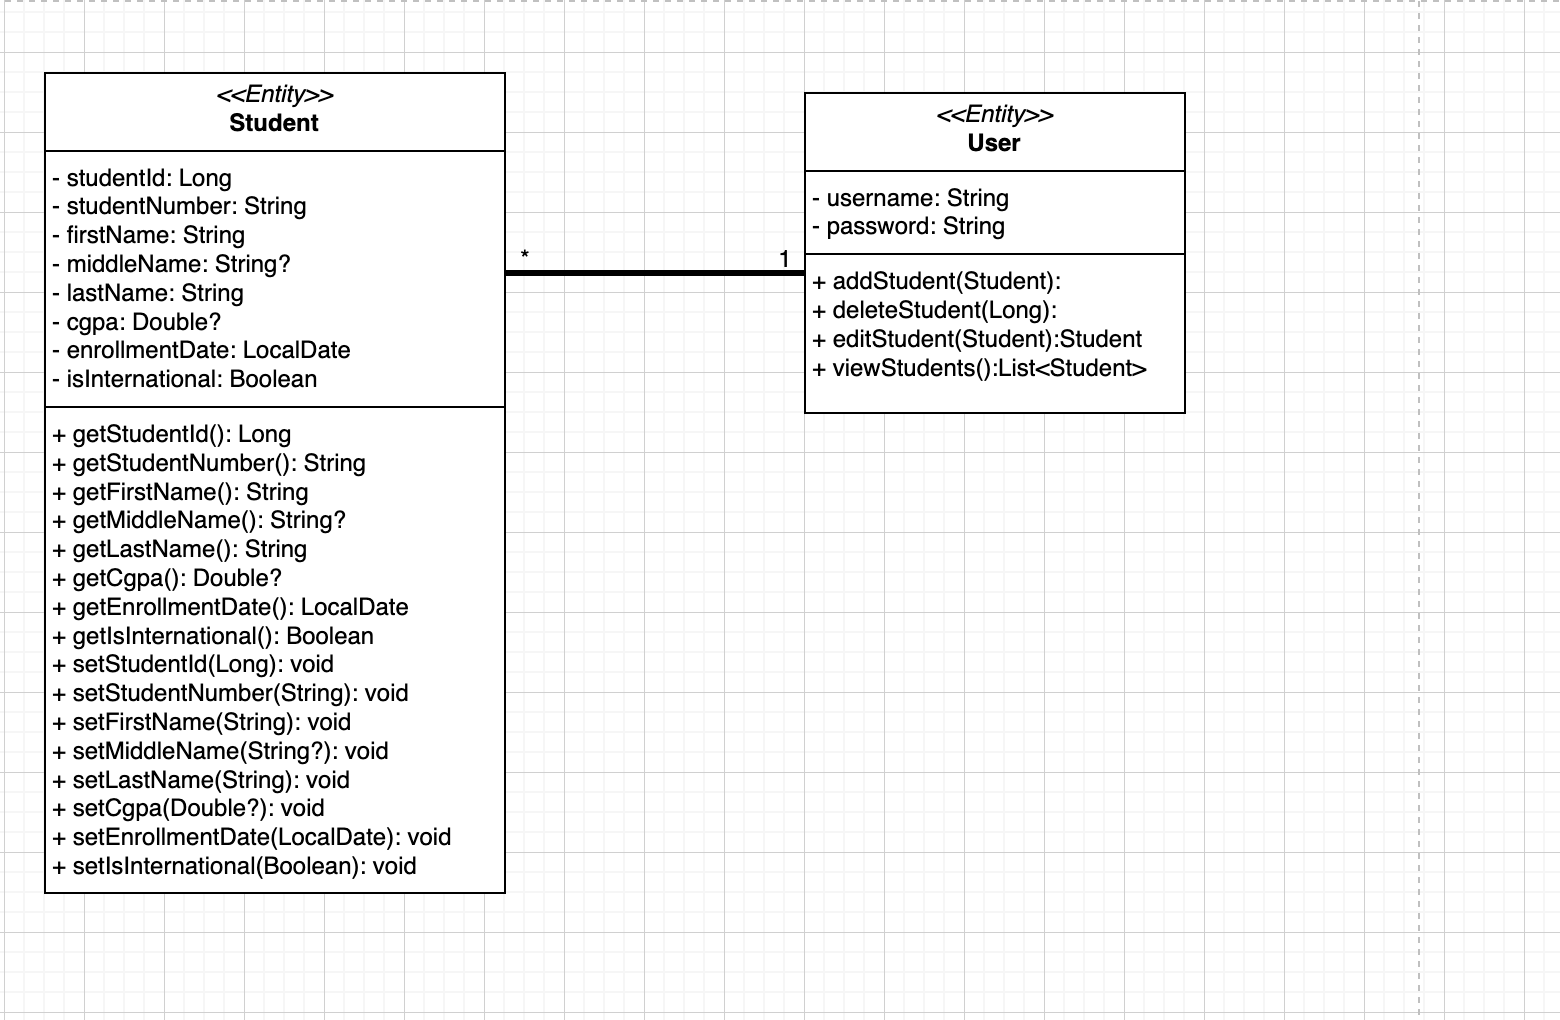 <<Entity>>
Student
- studentId: Long
- studentNumber: String
- firstName: String
- middleName: String?
- lastName: String
- cgpa: Double?
- enrollmentDate: LocalDate
- isInternational: Boolean
+ getStudentId(): Long
+ getStudentNumber(): String
+ getFirstName(): String
+ getMiddleName(): String?
+ getLastName(): String
+ getCgpa(): Double?
+ getEnrollmentDate(): LocalDate
+ getIsInternational(): Boolean
+ setStudentId(Long): void
+ setStudentNumber(String): void
+ setFirstName(String): void
+ setMiddleName(String?): void
+ setLastName(String): void
+ setCgpa(Double?): void
+ setEnrollmentDate(LocalDate): void
+ setIsInternational(Boolean): void
*
1
<<Entity>>
User
- username: String
- password: String
+ addStudent(Student):
+ deleteStudent(Long):
+ editStudent(Student):Student
+ viewStudents():List<Student>